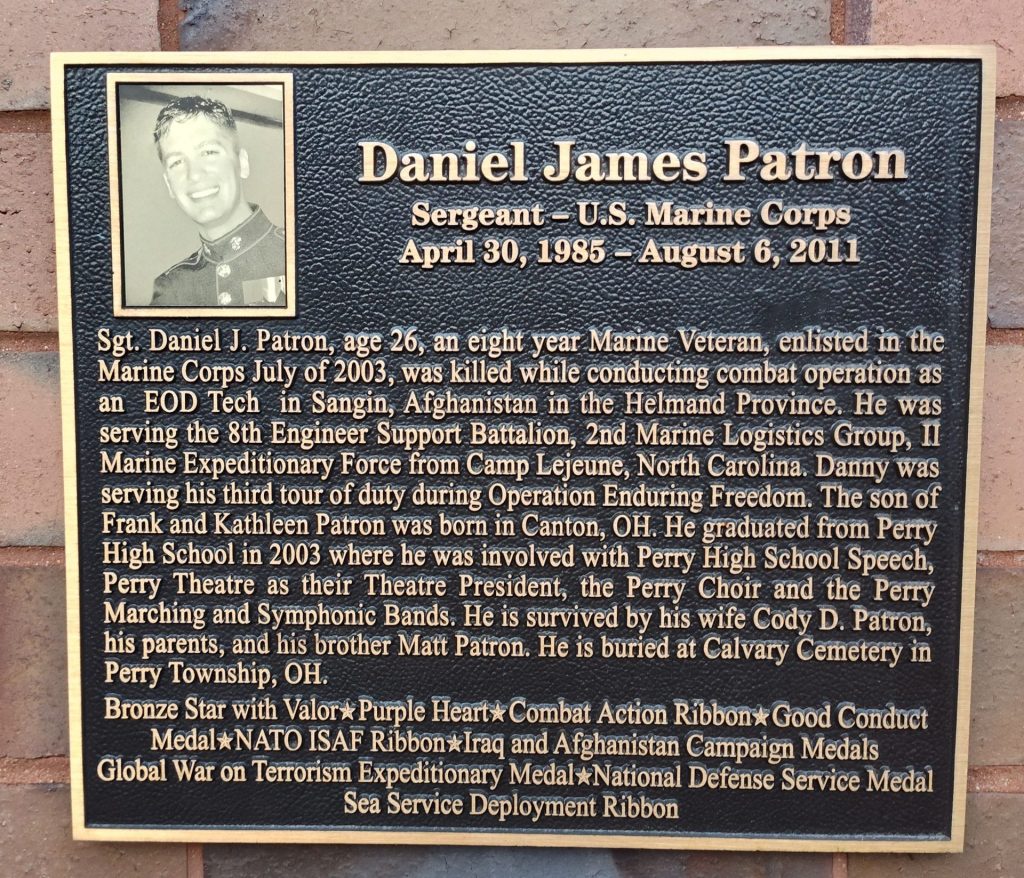 Daniel James Patron
Sergeant – U.S. Marine Corps
April 30, 1985 – August 6, 2011
Sgt. Daniel J. Patron, age 26, an eight year Marine Veteran, enlisted in the
Marine Corps July of 2003, was killed while conducting combat operation as
an EOD Tech in Sangin, Afghanistan in the Helmand Province. He was
serving the 8th Engineer Support Battalion, 2nd Marine Logistics Group, II
Marine Expeditionary Force from Camp Lejeune, North Carolina. Danny was
serving his third tour of duty during Operation Enduring Freedom. The son of
Frank and Kathleen Patron was born in Canton, OH. He graduated from Perry
High School in 2003 where he was involved with Perry High School Speech,
Perry Theatre as their Theatre President, the Perry Choir and the Perry
Marching and Symphonic Bands. He is survived by his wife Cody D. Patron,
his parents, and his brother Matt Patron. He is buried at Calvary Cemetery in
Perry Township, OH.
Bronze Star with Valor★Purple Heart★Combat Action Ribbon★Good Conduct
Medal★NATO ISAF Ribbon★Iraq and Afghanistan Campaign Medals
Global War on Terrorism Expeditionary Medal★National Defense Service Medal
Sea Service Deployment Ribbon